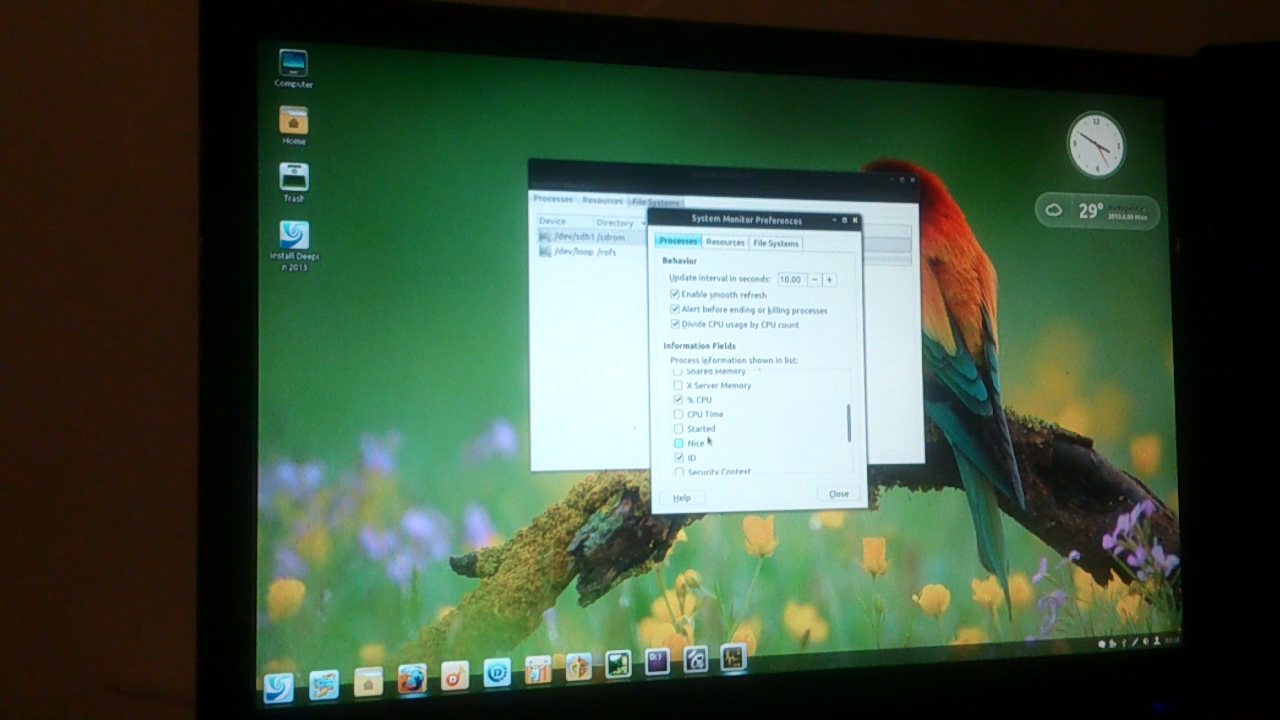 Computer
Home
Trash
Install Deepi
n 2013
Processes Resources File Systems
Device Directory
/dev/sdb1 /cdrom
/dev/loop /rofs
System Monitor Preferences
Processes Resources File Systems
Behavior
Update interval in seconds: 10.00 − +
Enable smooth refresh
Alert before ending or killing processes
Divide CPU usage by CPU count
Information Fields
Process information shown in list:
Shared Memory
X Server Memory
% CPU
CPU Time
Started
Nice
ID
Security Context
Help Close
12
29°